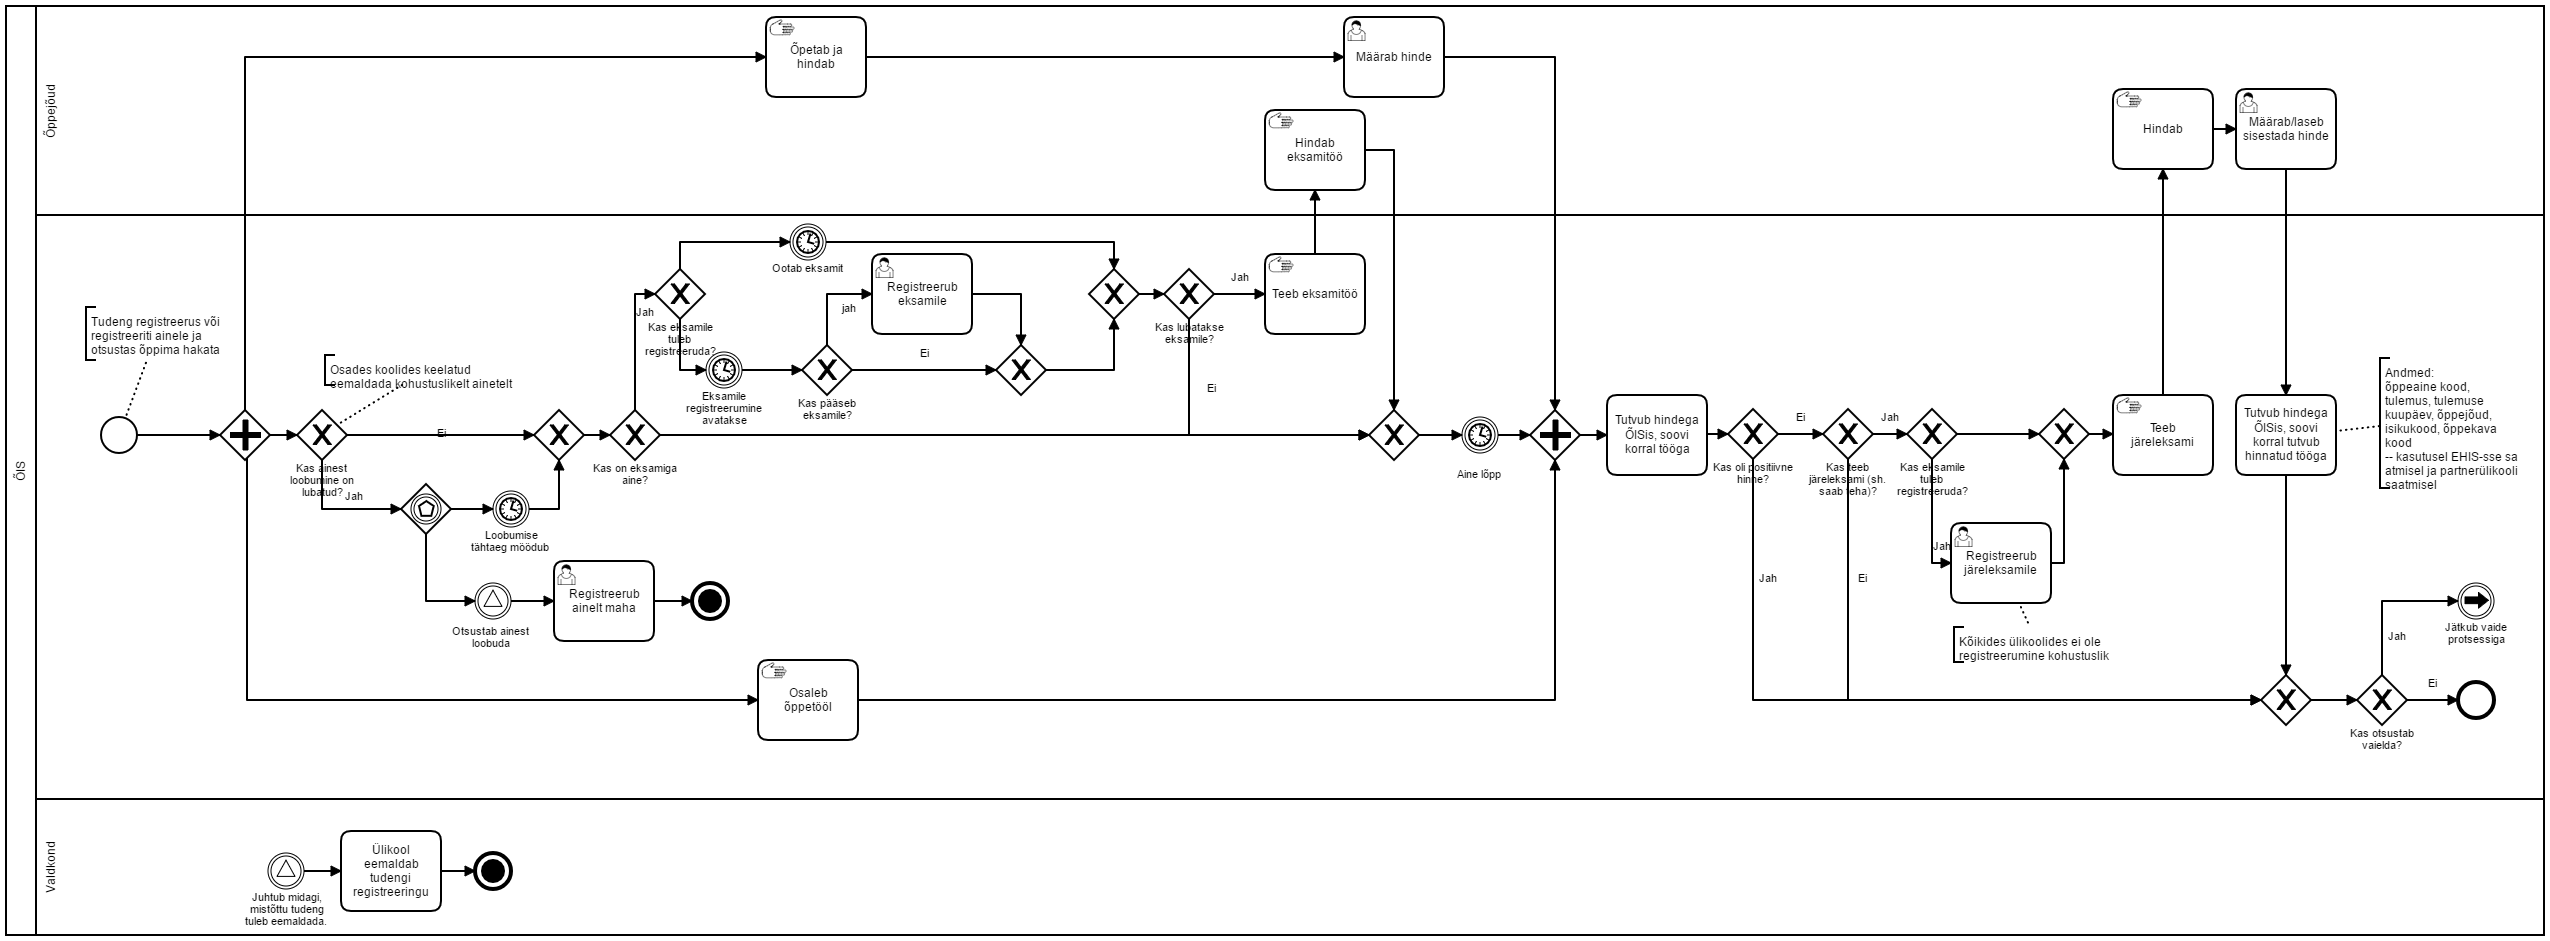 ÕIS
Õppejõud
Õpetab ja
hindab
Määrab hinde
Hindab
eksamitöö
Hindab
Määrab/laseb
sisestada hinde
Tudeng registreerus või
registreeriti ainele ja
otsustas õppima hakata
Osades koolides keelatud
eemaldada kohustuslikelt ainetelt
Kas ainest
loobumine on
lubatud?
Ei
Jah
Loobumise
tähtaeg möödub
Otsustab ainest
loobuda
Registreerub
ainelt maha
Kas on eksamiga
aine?
Jah
Kas eksamile
tuleb
registreeruda?
Ootab eksamit
Eksamile
registreerumine
avatakse
Kas pääseb
eksamile?
jah
Ei
Registreerub
eksamile
Kas lubatakse
eksamile?
Jah
Ei
Teeb eksamitöö
Aine lõpp
Osaleb
õppetööl
Tutvub hindega
ÕISis, soovi
korral tööga
Kas oli positiivne
hinne?
Ei
Jah
Kas teeb
järeleksami (sh.
saab teha)?
Jah
Ei
Kas eksamile
tuleb
registreeruda?
Jah
Registreerub
järeleksamile
Kõikides ülikoolides ei ole
registreerumine kohustuslik
Teeb
järeleksami
Tutvub hindega
ÕISis, soovi
korral tutvub
hinnatud tööga
Andmed:
õppeaine kood,
tulemus, tulemuse
kuupäev, õppejõud,
isikukood, õppekava
kood
-- kasutusel EHIS-sse sa
atmisel ja partnerülikooli
saatmisel
Kas otsustab
vaielda?
Jah
Ei
Jätkub vaide
protsessiga
Valdkond
Juhtub midagi,
mistõttu tudeng
tuleb eemaldada.
Ülikool
eemaldab
tudengi
registreeringu